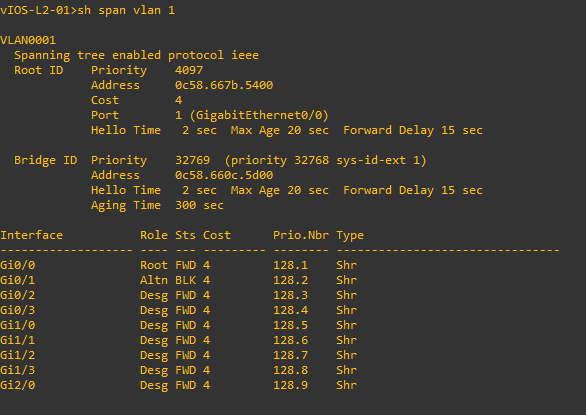 vIOS-L2-01>sh span vlan 1
VLAN0001
  Spanning tree enabled protocol ieee
  Root ID    Priority    4097
             Address     0c58.667b.5400
             Cost        4
             Port        1 (GigabitEthernet0/0)
             Hello Time   2 sec  Max Age 20 sec  Forward Delay 15 sec
  Bridge ID  Priority    32769  (priority 32768 sys-id-ext 1)
             Address     0c58.660c.5d00
             Hello Time   2 sec  Max Age 20 sec  Forward Delay 15 sec
             Aging Time  300 sec
Interface           Role Sts Cost      Prio.Nbr Type
------------------- ---- --- --------- -------- --------------------------------
Gi0/0               Root FWD 4         128.1    Shr
Gi0/1               Altn BLK 4         128.2    Shr
Gi0/2               Desg FWD 4         128.3    Shr
Gi0/3               Desg FWD 4         128.4    Shr
Gi1/0               Desg FWD 4         128.5    Shr
Gi1/1               Desg FWD 4         128.6    Shr
Gi1/2               Desg FWD 4         128.7    Shr
Gi1/3               Desg FWD 4         128.8    Shr
Gi2/0               Desg FWD 4         128.9    Shr